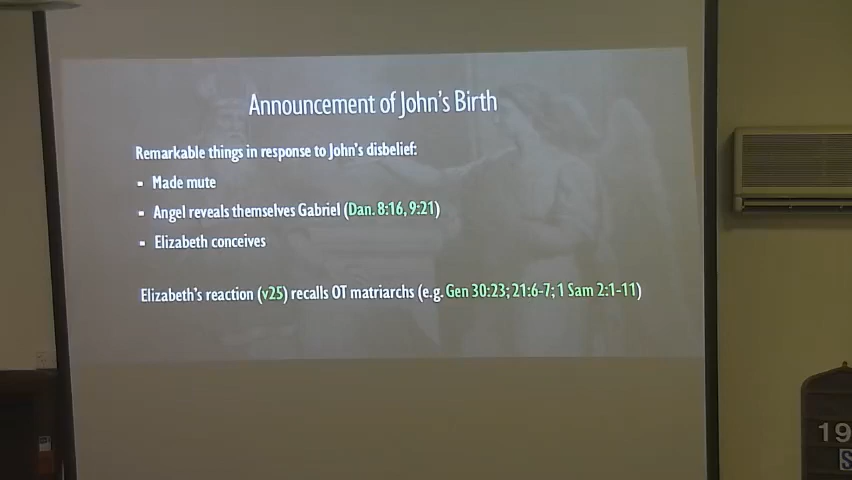 Announcement of John's Birth
Remarkable things in response to John's disbelief:
▪ Made mute
▪ Angel reveals themselves Gabriel (Dan. 8:16, 9:21)
▪ Elizabeth conceives
Elizabeth's reaction (v25) recalls OT matriarchs (e.g. Gen 30:23; 21:6-7; 1 Sam 2:1-11)
19
S